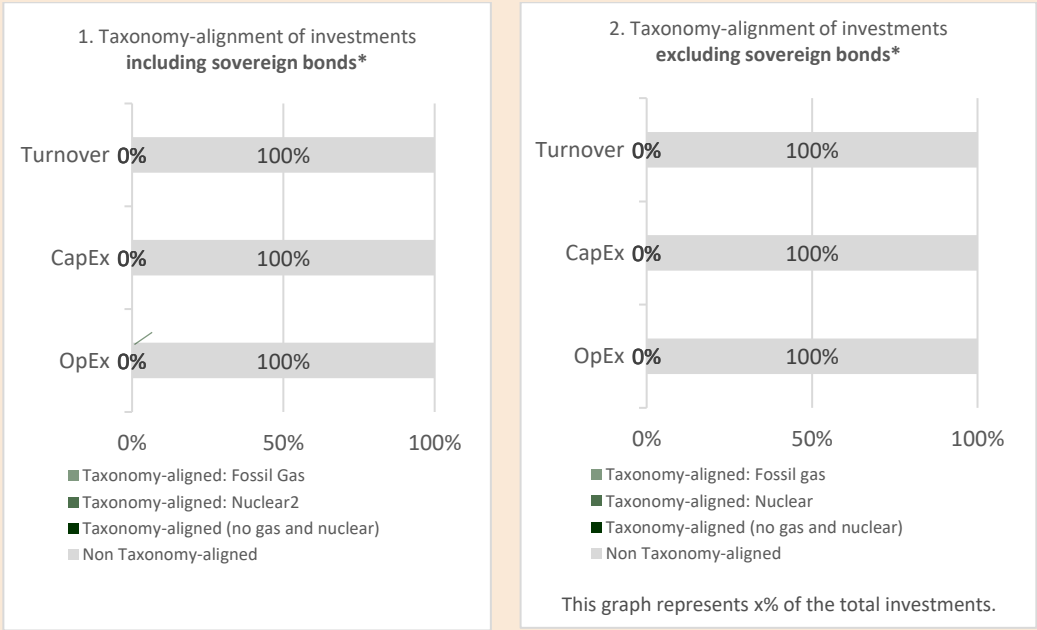 1. Taxonomy-alignment of investments
including sovereign bonds*
Turnover 0% 100%
CapEx 0% 100%
OpEx 0% 100%
0% 50% 100%
Taxonomy-aligned: Fossil Gas
Taxonomy-aligned: Nuclear2
Taxonomy-aligned (no gas and nuclear)
Non Taxonomy-aligned
2. Taxonomy-alignment of investments
excluding sovereign bonds*
Turnover 0% 100%
CapEx 0% 100%
OpEx 0% 100%
0% 50% 100%
Taxonomy-aligned: Fossil gas
Taxonomy-aligned: Nuclear
Taxonomy-aligned (no gas and nuclear)
Non Taxonomy-aligned
This graph represents x% of the total investments.